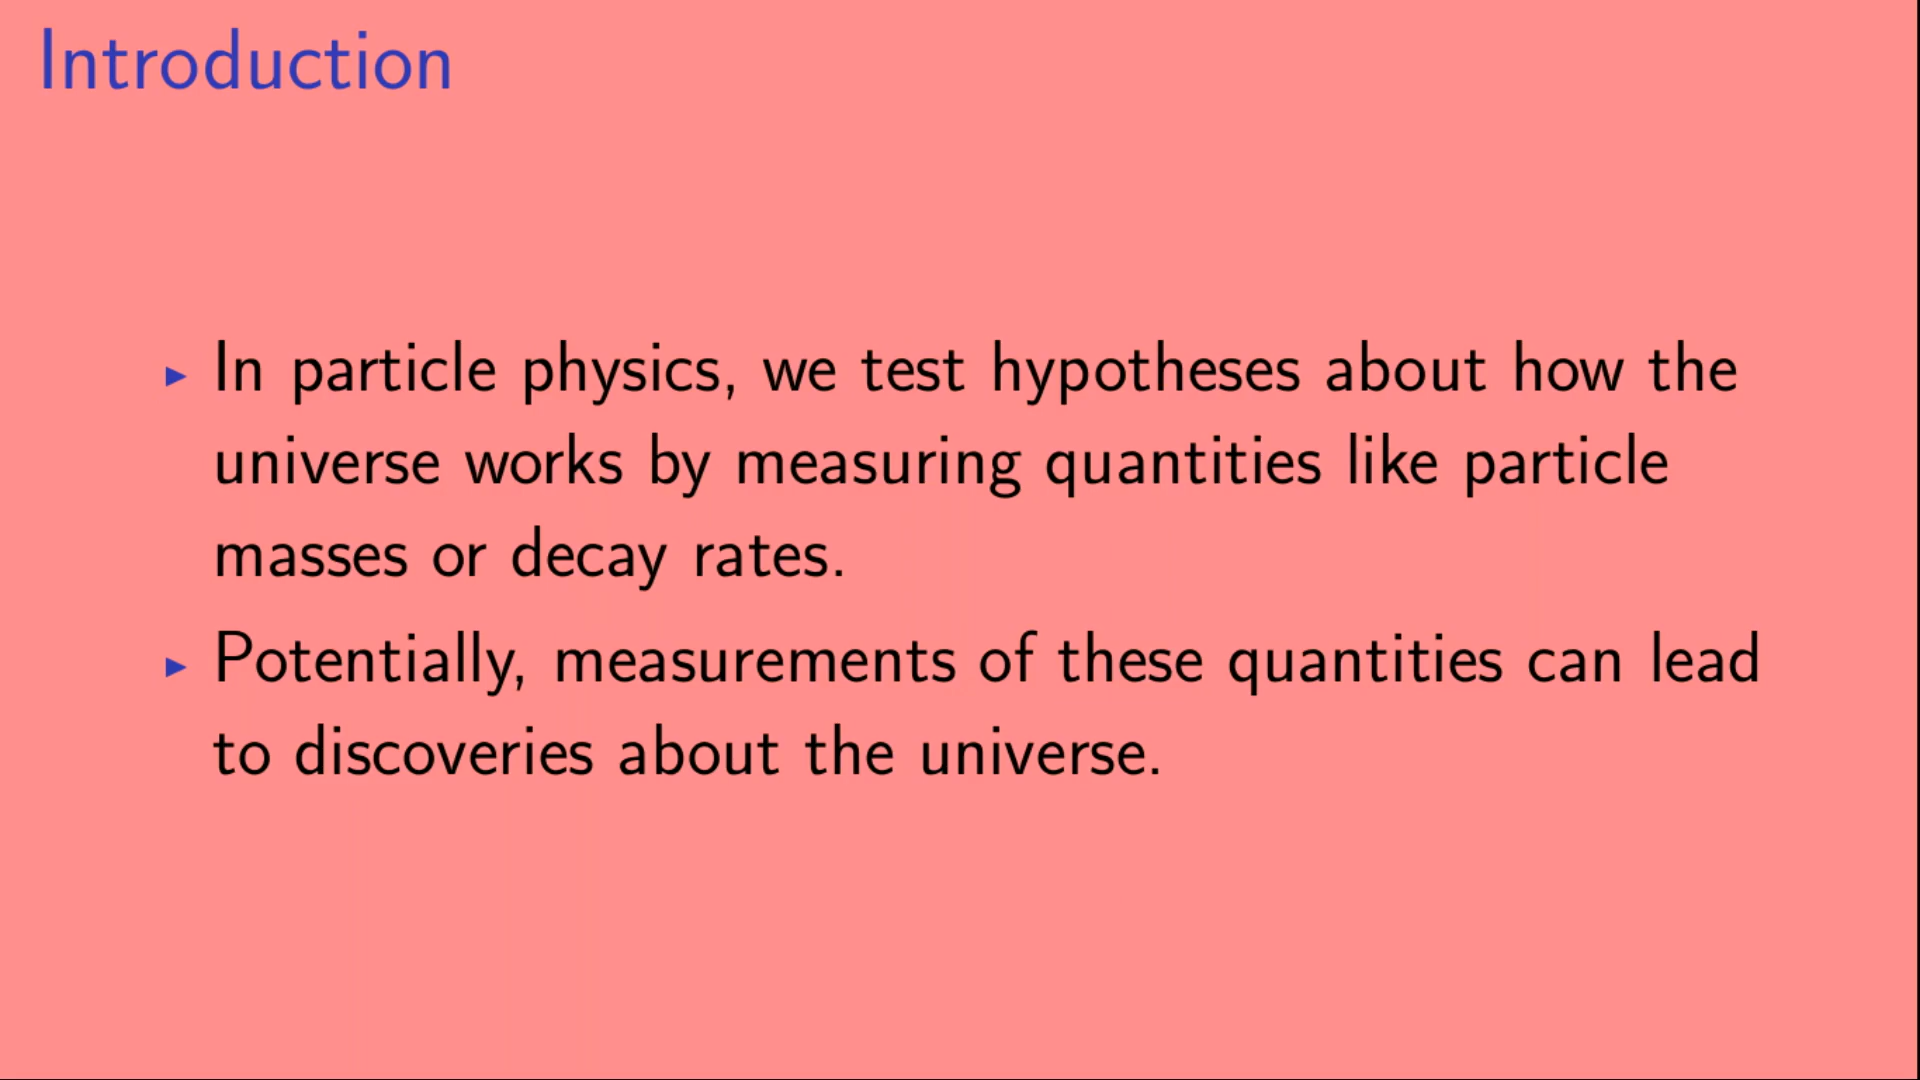 Introduction
▸ In particle physics, we test hypotheses about how the
universe works by measuring quantities like particle
masses or decay rates.
▸ Potentially, measurements of these quantities can lead
to discoveries about the universe.